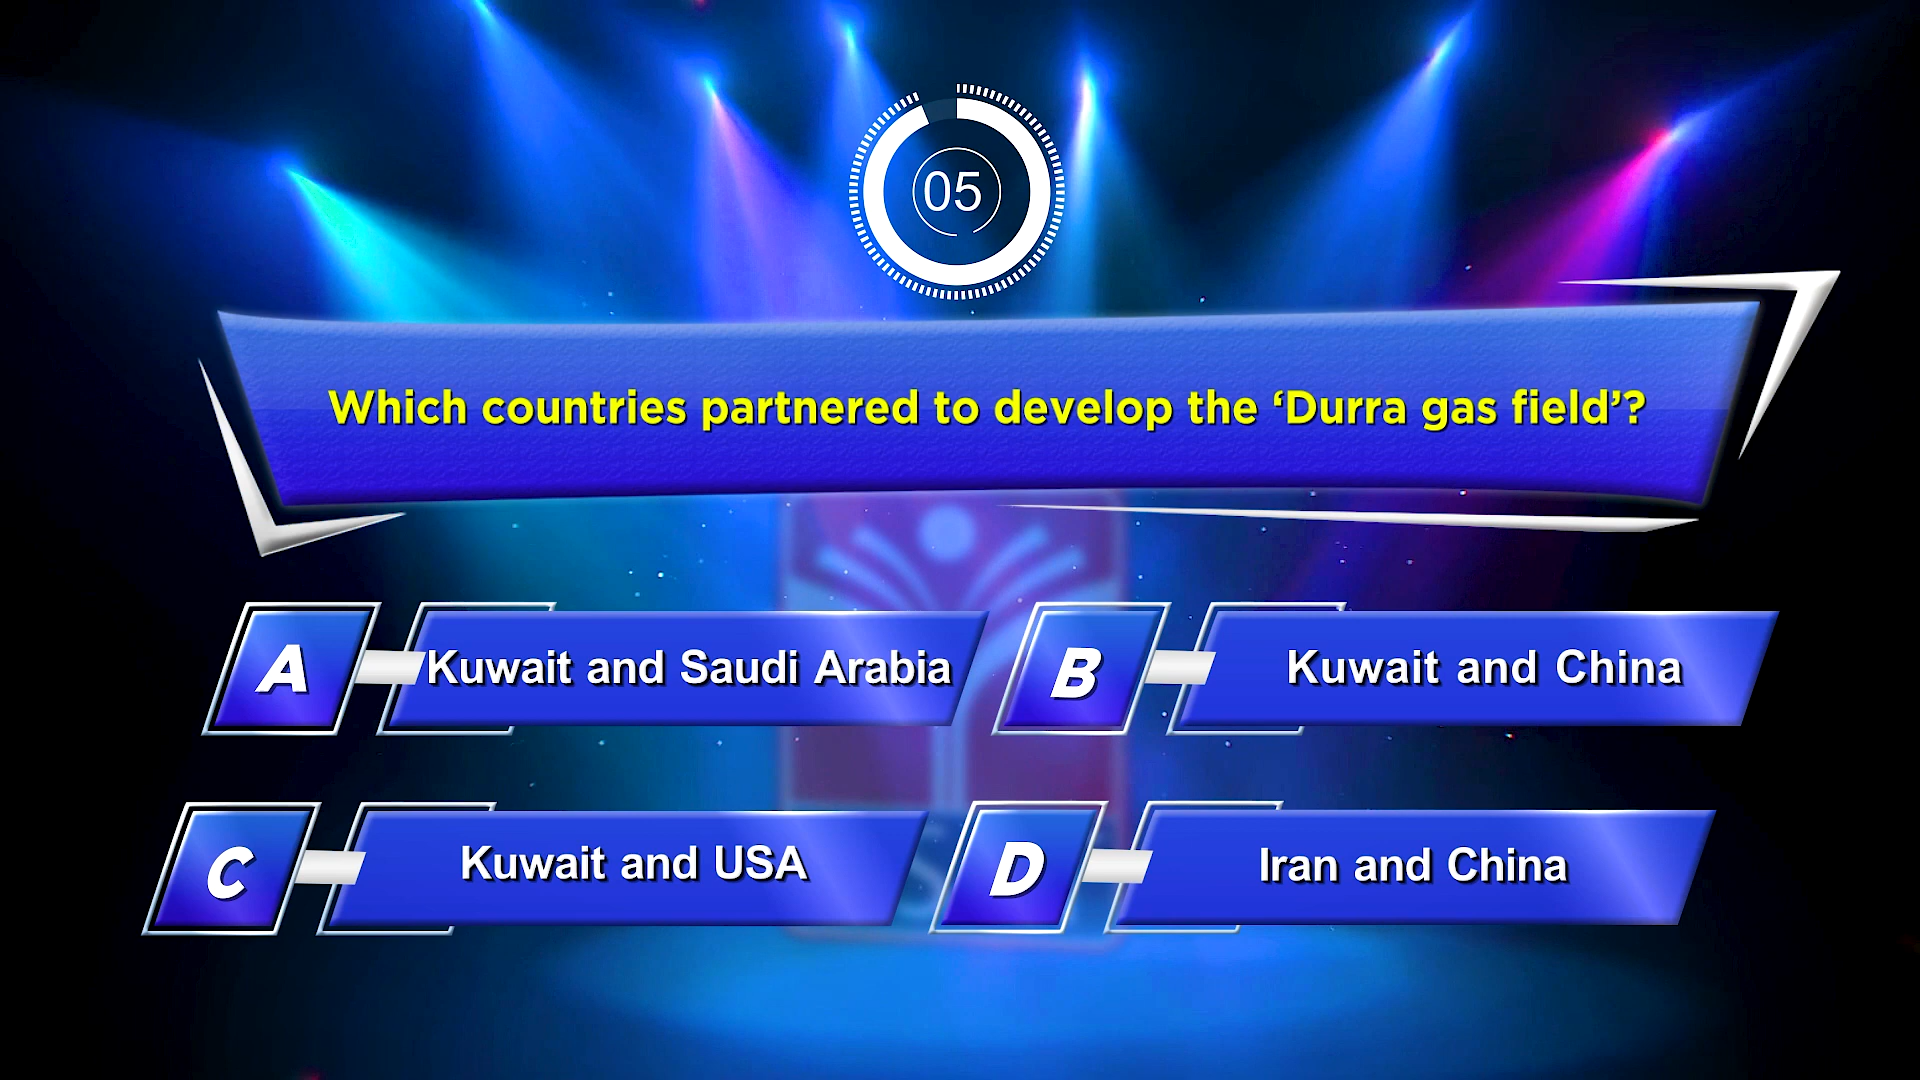 05
Which countries partnered to develop the ‘Durra gas field’?
A Kuwait and Saudi Arabia
B Kuwait and China
C Kuwait and USA
D Iran and China